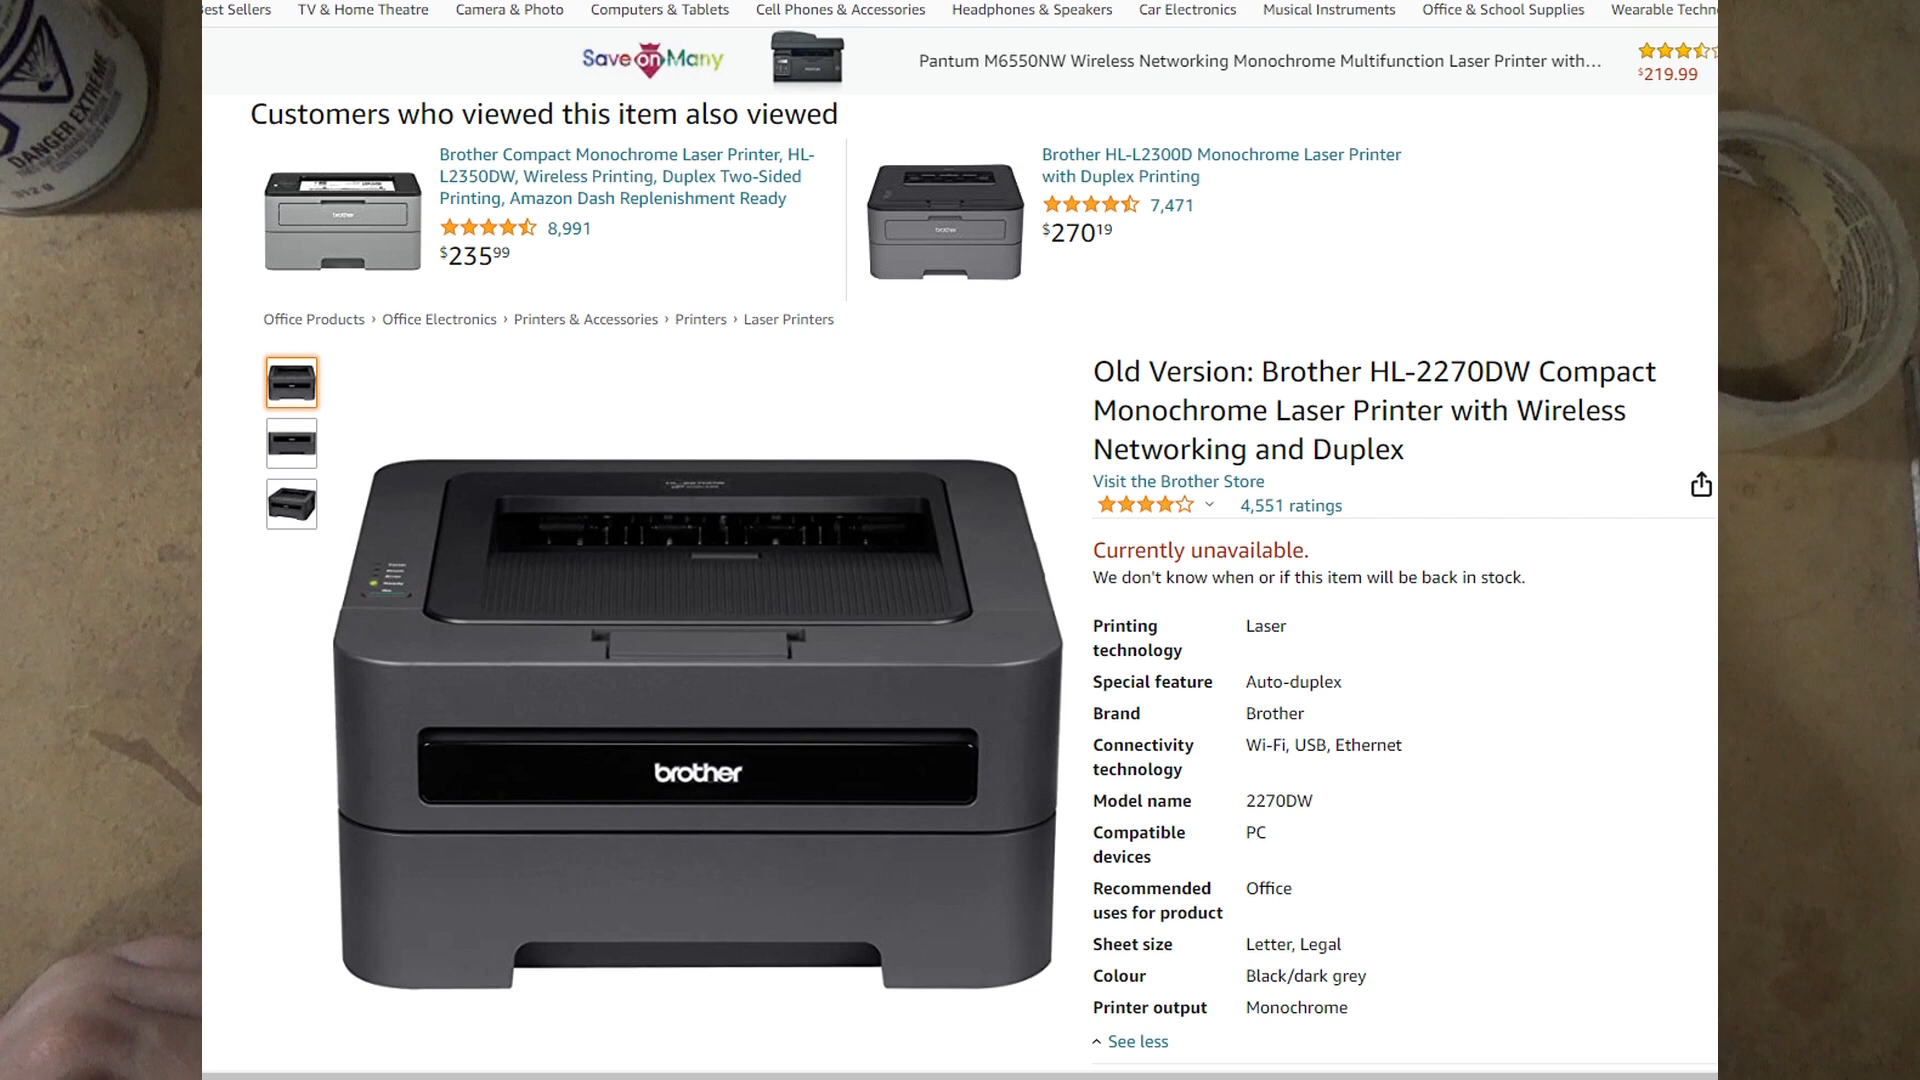 est Sellers TV & Home Theatre Camera & Photo Computers & Tablets Cell Phones & Accessories Headphones & Speakers Car Electronics Musical Instruments Office & School Supplies Wearable Techn
Save on Many
Pantum M6550NW Wireless Networking Monochrome Multifunction Laser Printer with...
$219.99
DANGER EXTRÊME
312 g
Customers who viewed this item also viewed
Brother Compact Monochrome Laser Printer, HL-
L2350DW, Wireless Printing, Duplex Two-Sided
Printing, Amazon Dash Replenishment Ready
8,991
$235.99
brother
Brother HL-L2300D Monochrome Laser Printer
with Duplex Printing
7,471
$270.19
brother
Office Products › Office Electronics › Printers & Accessories › Printers › Laser Printers
Old Version: Brother HL-2270DW Compact
Monochrome Laser Printer with Wireless
Networking and Duplex
Visit the Brother Store
4,551 ratings
Currently unavailable.
We don't know when or if this item will be back in stock.
Printing technology Laser
Special feature Auto-duplex
Brand Brother
Connectivity technology Wi-Fi, USB, Ethernet
Model name 2270DW
Compatible devices PC
Recommended uses for product Office
Sheet size Letter, Legal
Colour Black/dark grey
Printer output Monochrome
See less
brother